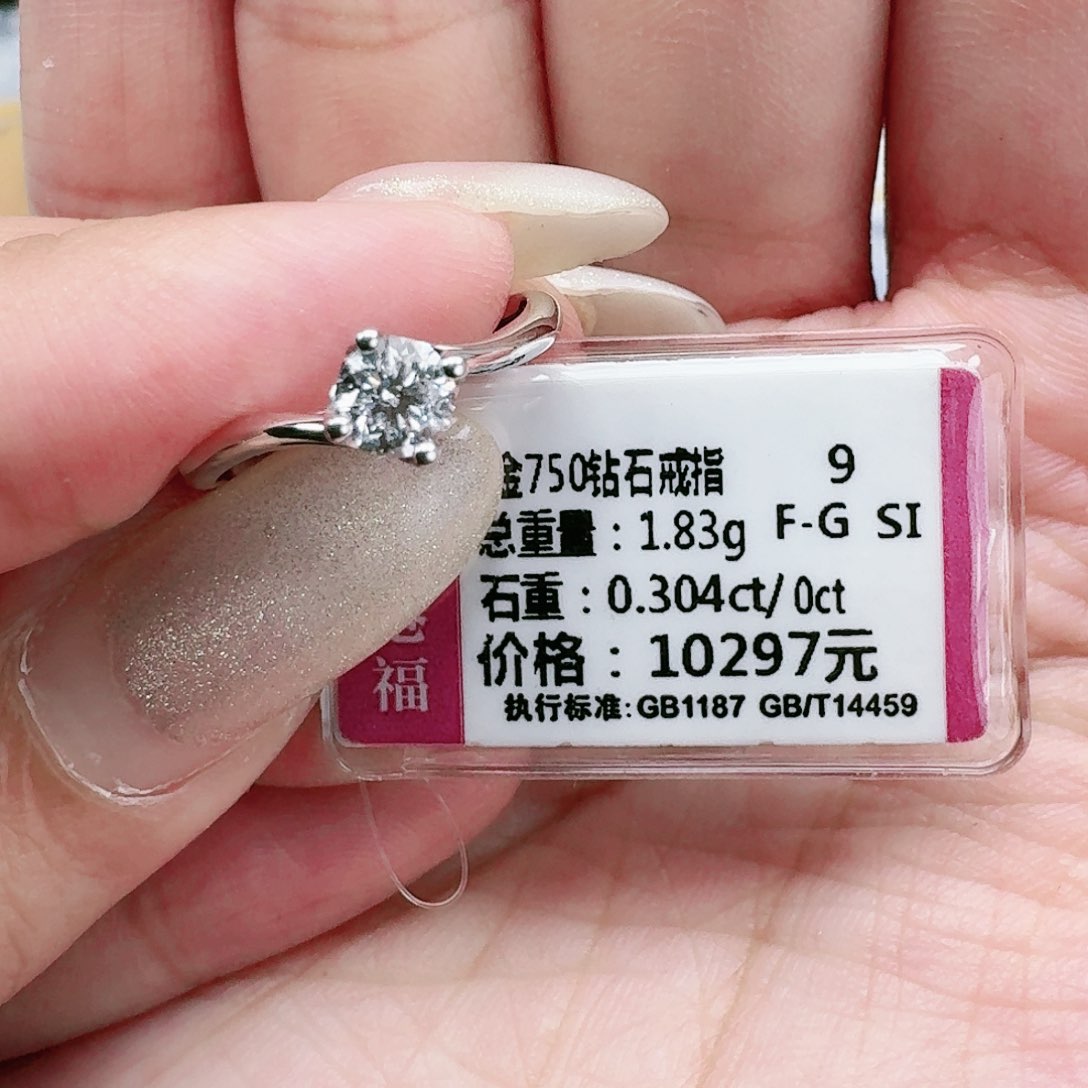 金750钻石戒指 9
总重量：1.83g F-G SI
石重：0.304ct/ 0ct
价格：10297元
执行标准:GB1187 GB/T14459
福